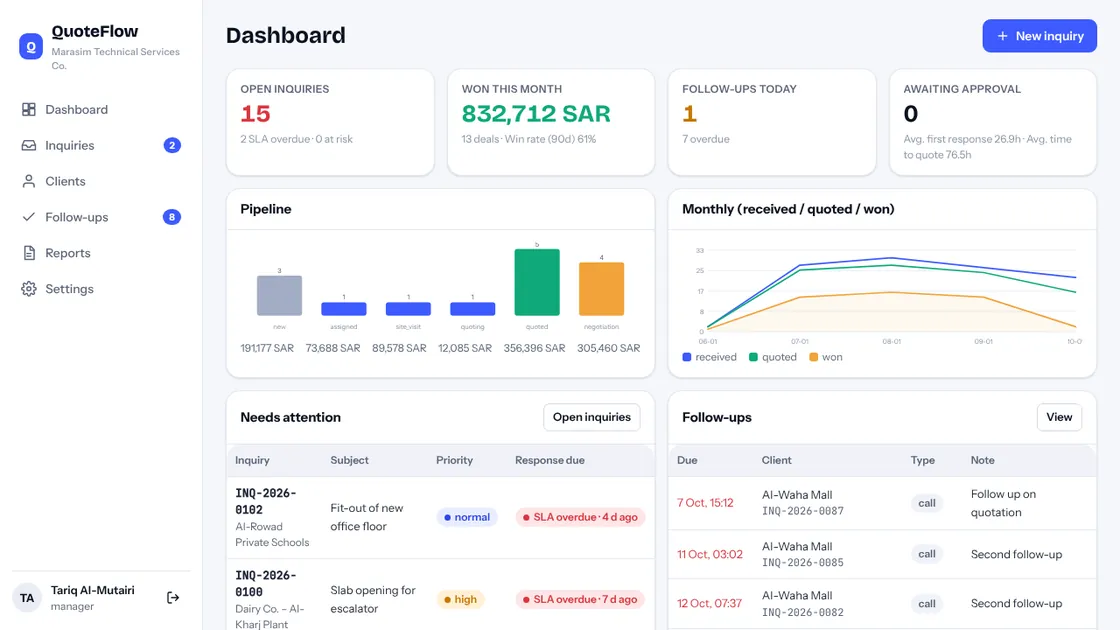 Q
QuoteFlow
Marasim Technical Services
Co.
Dashboard
Inquiries 2
Clients
Follow-ups 8
Reports
Settings
TA
Tariq Al-Mutairi
manager
Dashboard
+ New inquiry
OPEN INQUIRIES
15
2 SLA overdue · 0 at risk
WON THIS MONTH
832,712 SAR
13 deals · Win rate (90d) 61%
FOLLOW-UPS TODAY
1
7 overdue
AWAITING APPROVAL
0
Avg. first response 26.9h · Avg. time
to quote 76.5h
Pipeline
3 1 1 1 5 4
new assigned site_visit quoting quoted negotiation
191,177 SAR 73,688 SAR 89,578 SAR 12,085 SAR 356,396 SAR 305,460 SAR
Monthly (received / quoted / won)
33
25
17
8
0
06-01 07-01 08-01 09-01 10-01
received quoted won
Needs attention
Open inquiries
Inquiry Subject Priority Response due
INQ-2026-
0102
Al-Rowad
Private Schools
Fit-out of new
office floor
normal
SLA overdue · 4 d ago
INQ-2026-
0100
Dairy Co. – Al-
Kharj Plant
Slab opening for
escalator
high
SLA overdue · 7 d ago
Follow-ups
View
Due Client Type Note
7 Oct, 15:12
Al-Waha Mall
INQ-2026-0087
call
Follow up on
quotation
11 Oct, 03:02
Al-Waha Mall
INQ-2026-0085
call
Second follow-up
12 Oct, 07:37
Al-Waha Mall
INQ-2026-0082
call
Second follow-up